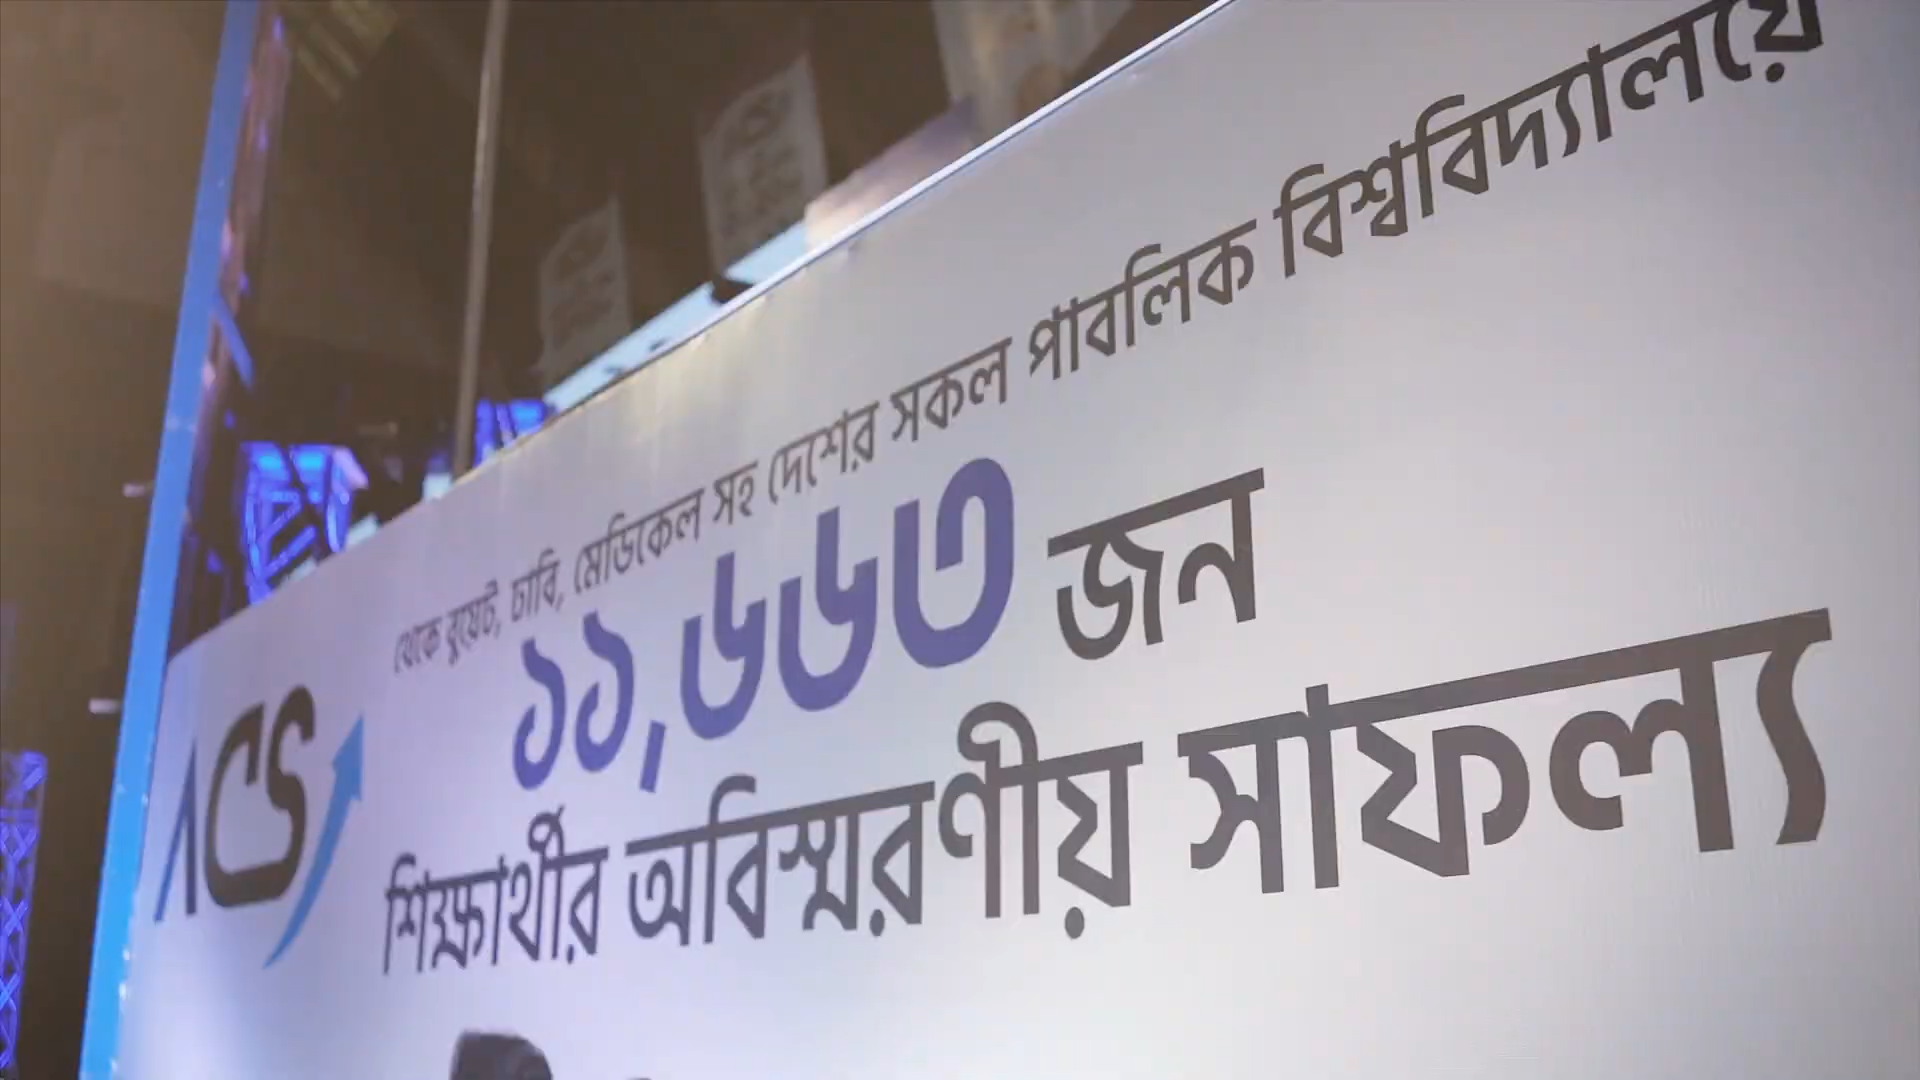 থেকে বুয়েট, ঢাবি, মেডিকেল সহ দেশের সকল পাবলিক বিশ্ববিদ্যালয়ে
১১,৬৬৩ জন
ACS
শিক্ষার্থীর অবিস্মরণীয় সাফল্য